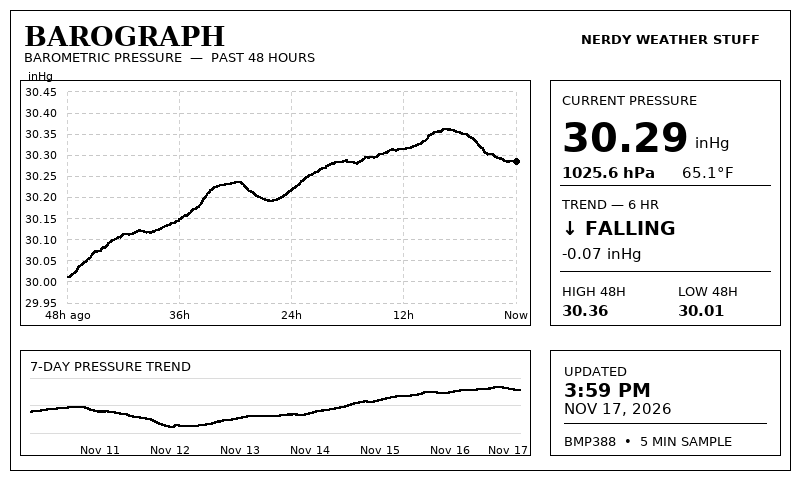 BAROGRAPH
BAROMETRIC PRESSURE — PAST 48 HOURS
NERDY WEATHER STUFF
inHg
30.45
30.40
30.35
30.30
30.25
30.20
30.15
30.10
30.05
30.00
29.95
48h ago 36h 24h 12h Now
CURRENT PRESSURE
30.29 inHg
1025.6 hPa 65.1°F
TREND — 6 HR
↓ FALLING
-0.07 inHg
HIGH 48H LOW 48H
30.36 30.01
7-DAY PRESSURE TREND
Nov 11 Nov 12 Nov 13 Nov 14 Nov 15 Nov 16 Nov 17
UPDATED
3:59 PM
NOV 17, 2026
BMP388 • 5 MIN SAMPLE